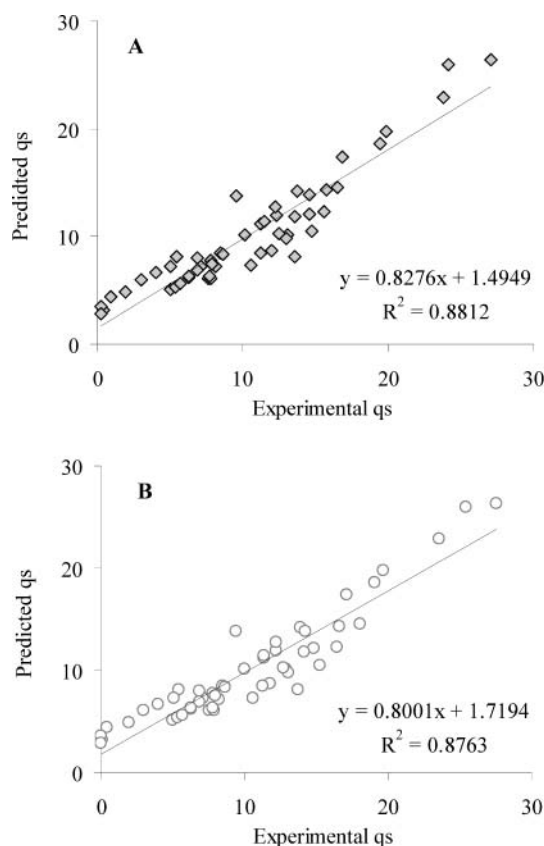 30
A
20
Predidted qs
10
y = 0.8276x + 1.4949
R² = 0.8812
0
0 10 20 30
Experimental qs
30
B
20
Predicted qs
10
y = 0.8001x + 1.7194
R² = 0.8763
0
0 10 20 30
Experimental qs